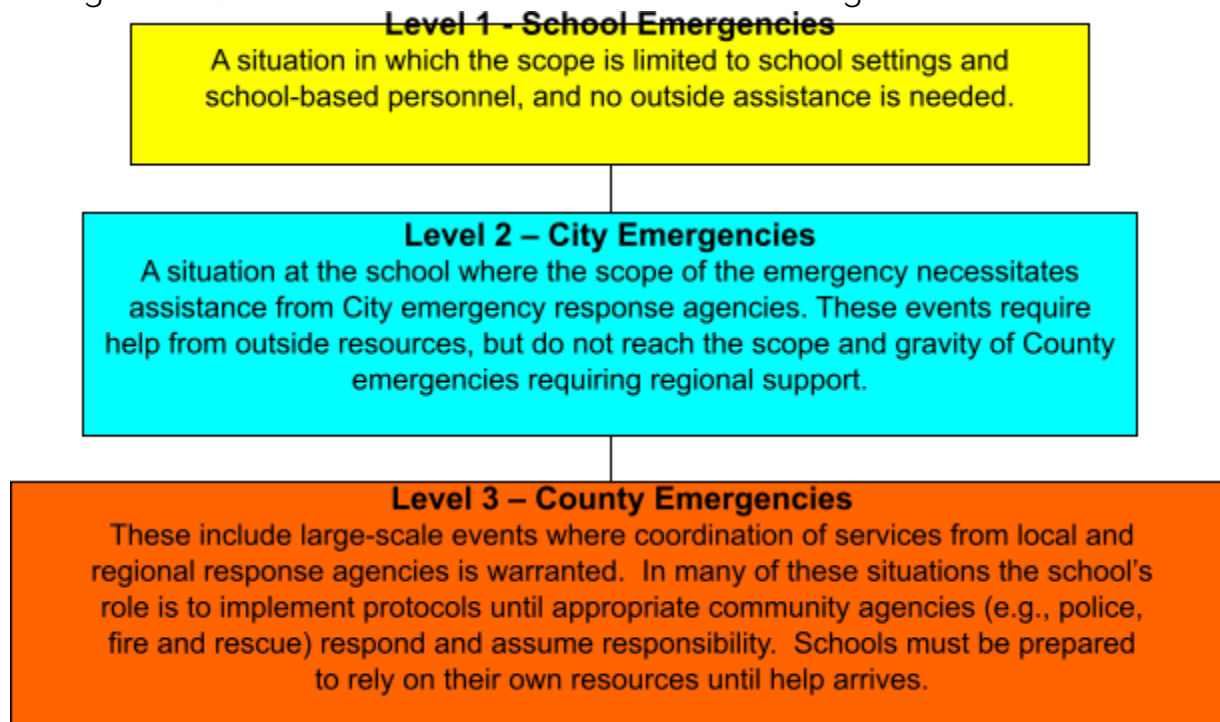 Level 1 - School Emergencies
A situation in which the scope is limited to school settings and
school-based personnel, and no outside assistance is needed.
Level 2 – City Emergencies
A situation at the school where the scope of the emergency necessitates
assistance from City emergency response agencies. These events require
help from outside resources, but do not reach the scope and gravity of County
emergencies requiring regional support.
Level 3 – County Emergencies
These include large-scale events where coordination of services from local and
regional response agencies is warranted.  In many of these situations the school’s
role is to implement protocols until appropriate community agencies (e.g., police,
fire and rescue) respond and assume responsibility.  Schools must be prepared
to rely on their own resources until help arrives.